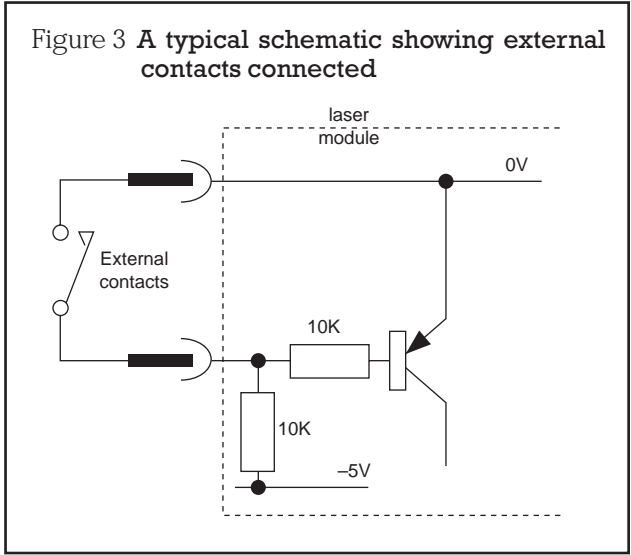 Figure 3 A typical schematic showing external
contacts connected
laser
module
0V
External
contacts
10K
10K
–5V